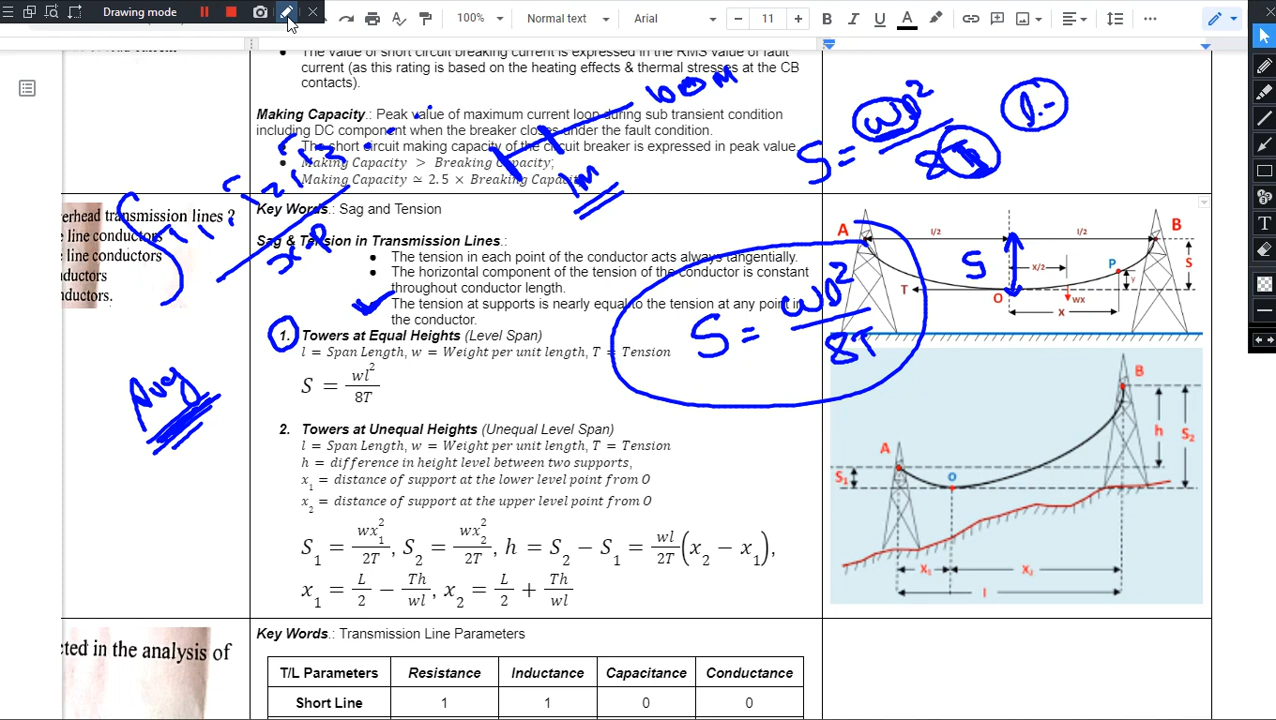 Drawing mode
100%
Normal text
Arial
11
B I U A
The value of short circuit breaking current is expressed in the RMS value of fault
current (as this rating is based on the heating effects & thermal stresses at the CB
contacts).
Making Capacity.: Peak value of maximum current loop during sub transient condition
including DC component when the breaker closes under the fault condition.
The short circuit making capacity of the circuit breaker is expressed in peak value.
Making Capacity > Breaking Capacity,
Making Capacity ≃ 2.5 × Breaking Capacity
100 m
1m
S = wl²/8T
verhead transmission lines ?
e line conductors
e line conductors
nductors.
Key Words.: Sag and Tension
Sag & Tension in Transmission Lines.:
The tension in each point of the conductor acts always tangentially.
The horizontal component of the tension of the conductor is constant
throughout conductor length.
The tension at supports is nearly equal to the tension at any point in
the conductor.
1. Towers at Equal Heights (Level Span)
l = Span Length, w = Weight per unit length, T = Tension
S = wl²/8T
S = wl²/8T
Aug
2. Towers at Unequal Heights (Unequal Level Span)
l = Span Length, w = Weight per unit length, T = Tension
h = difference in height level between two supports,
x₁ = distance of support at the lower level point from O
x₂ = distance of support at the upper level point from O
S₁ = wx₁²/2T, S₂ = wx₂²/2T, h = S₂ − S₁ = wl/2T (x₂ − x₁),
x₁ = L/2 − Th/wl, x₂ = L/2 + Th/wl
A
B
l/2
l/2
S
S
x/2
P
y
T
O
wx
x
B
A
h
S₂
S₁
O
X₁
X₂
l
cted in the analysis of
Key Words.: Transmission Line Parameters
T/L Parameters Resistance Inductance Capacitance Conductance
Short Line 1 1 0 0